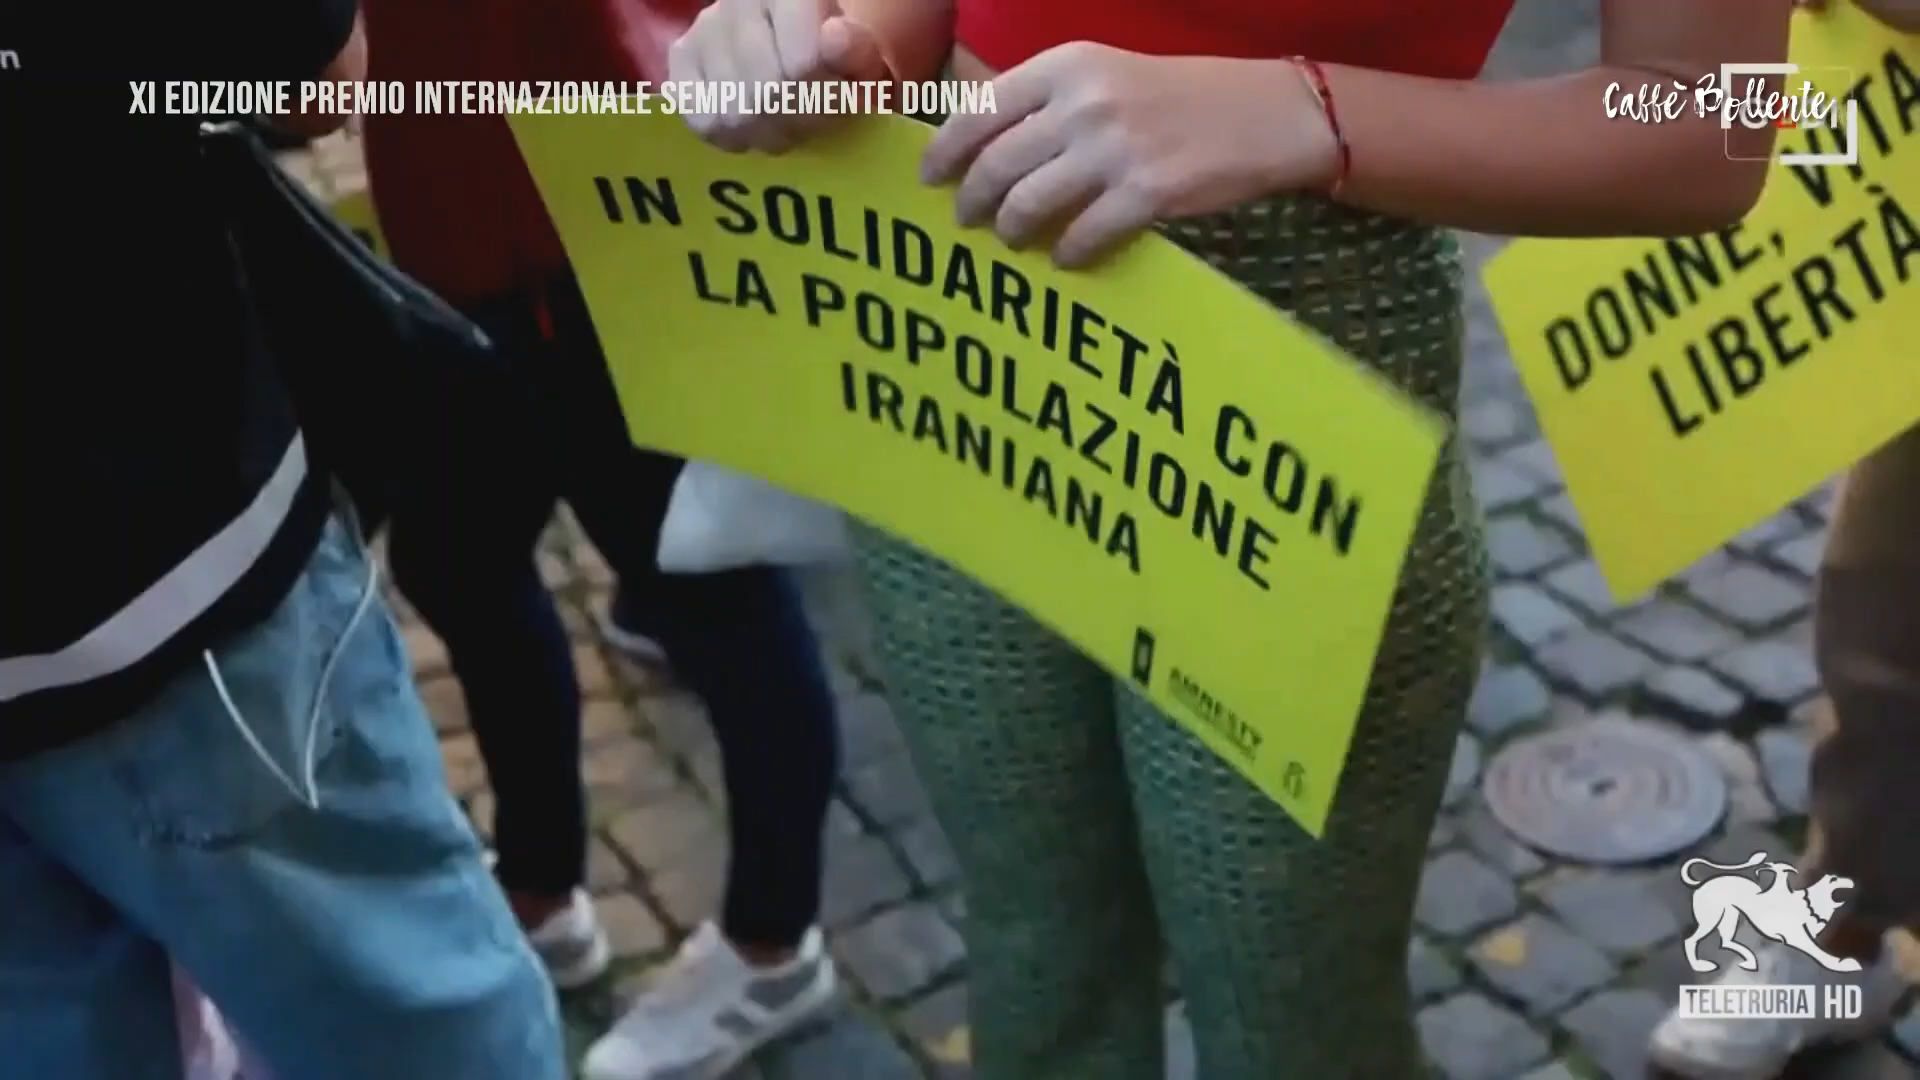 n
XI EDIZIONE PREMIO INTERNAZIONALE SEMPLICEMENTE DONNA
Caffè Bollente
IN SOLIDARIETÀ CON
LA POPOLAZIONE
IRANIANA
AMNESTY
DONNE, VITA
LIBERTÀ
TELETRURIA HD